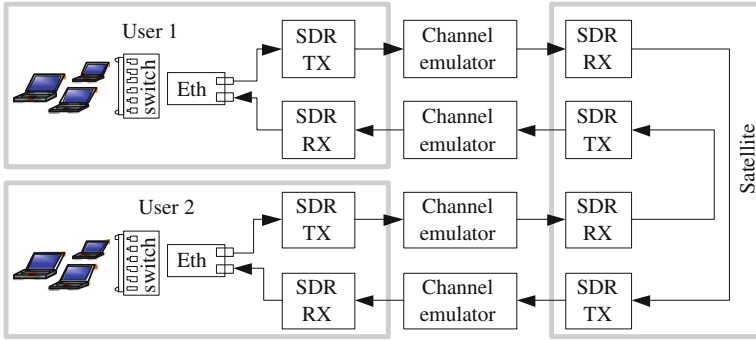 User 1
switch
Eth
SDR
TX
Channel
emulator
SDR
RX
SDR
RX
Channel
emulator
SDR
TX
Satellite
User 2
switch
Eth
SDR
TX
Channel
emulator
SDR
RX
SDR
RX
Channel
emulator
SDR
TX